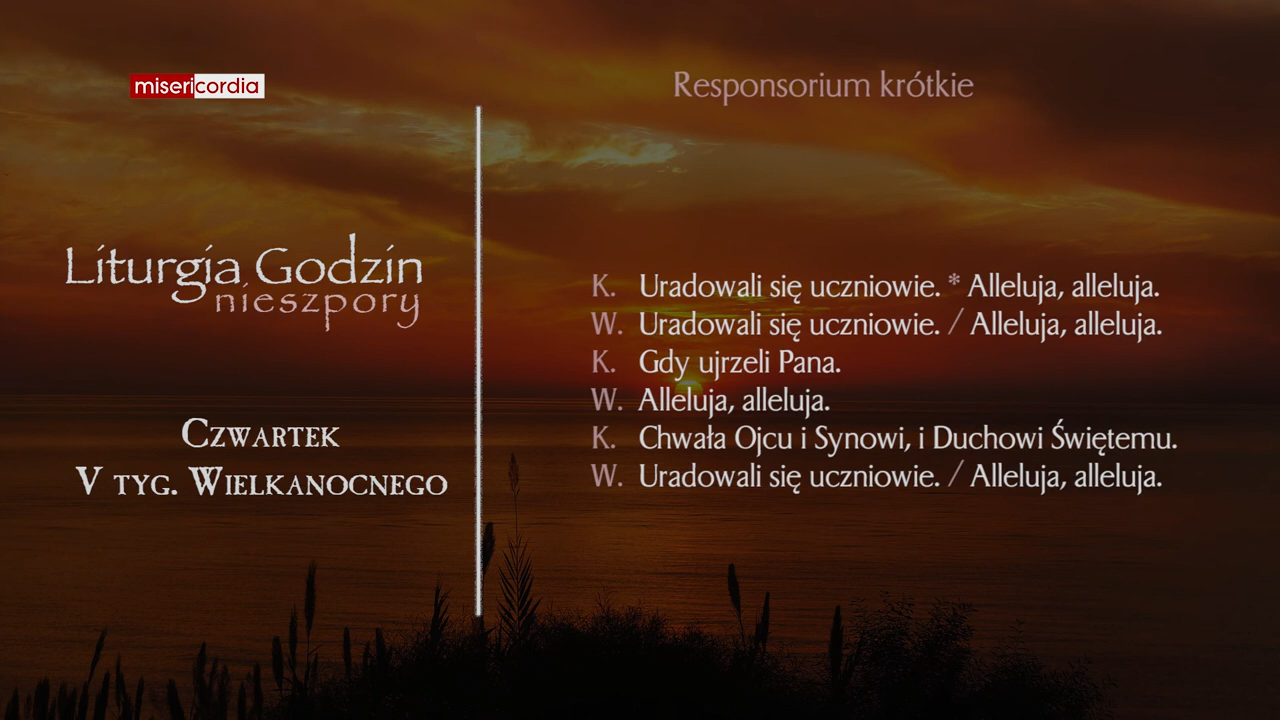 misericordia
Liturgia Godzin
nieszpory
Czwartek
V tyg. Wielkanocnego
Responsorium krótkie
K. Uradowali się uczniowie. * Alleluja, alleluja.
W. Uradowali się uczniowie. / Alleluja, alleluja.
K. Gdy ujrzeli Pana.
W. Alleluja, alleluja.
K. Chwała Ojcu i Synowi, i Duchowi Świętemu.
W. Uradowali się uczniowie. / Alleluja, alleluja.